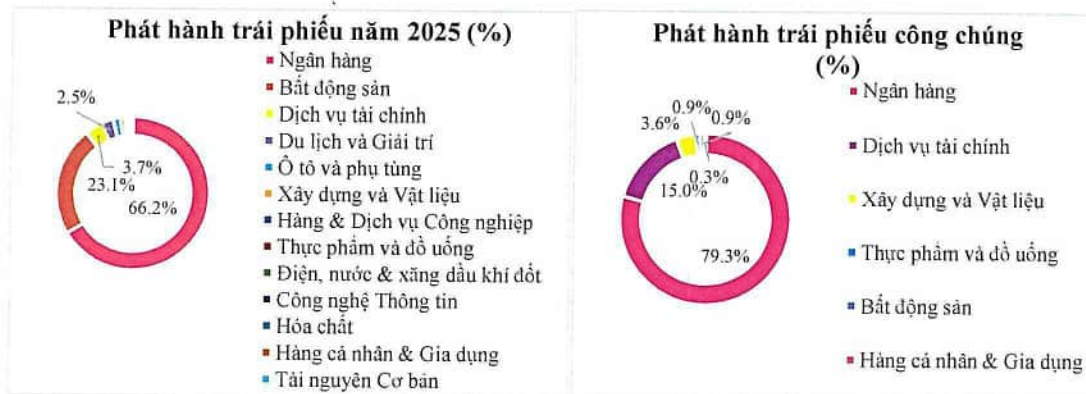 Phát hành trái phiếu năm 2025 (%)
Ngân hàng
Bất động sản
Dịch vụ tài chính
Du lịch và Giải trí
Ô tô và phụ tùng
Xây dựng và Vật liệu
Hàng & Dịch vụ Công nghiệp
Thực phẩm và đồ uống
Điện, nước & xăng dầu khí đốt
Công nghệ Thông tin
Hóa chất
Hàng cá nhân & Gia dụng
Tài nguyên Cơ bản
2.5%
3.7%
23.1%
66.2%
Phát hành trái phiếu công chúng
(%)
Ngân hàng
Dịch vụ tài chính
Xây dựng và Vật liệu
Thực phẩm và đồ uống
Bất động sản
Hàng cá nhân & Gia dụng
0.9%
3.6%
0.9%
0.3%
15.0%
79.3%